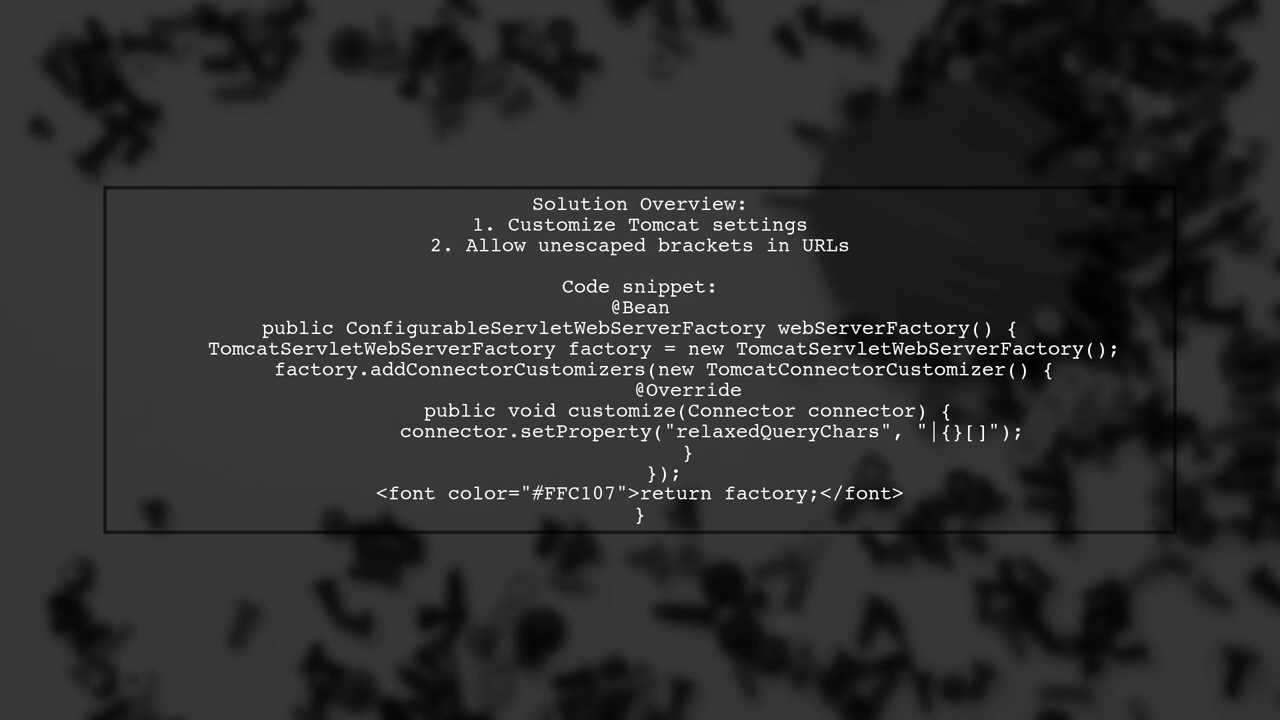 Solution Overview:
1. Customize Tomcat settings
2. Allow unescaped brackets in URLs
Code snippet:
@Bean
public ConfigurableServletWebServerFactory webServerFactory() {
TomcatServletWebServerFactory factory = new TomcatServletWebServerFactory();
factory.addConnectorCustomizers(new TomcatConnectorCustomizer() {
@Override
public void customize(Connector connector) {
connector.setProperty("relaxedQueryChars", "|{}[]");
}
});
<font color="#FFC107">return factory;</font>
}